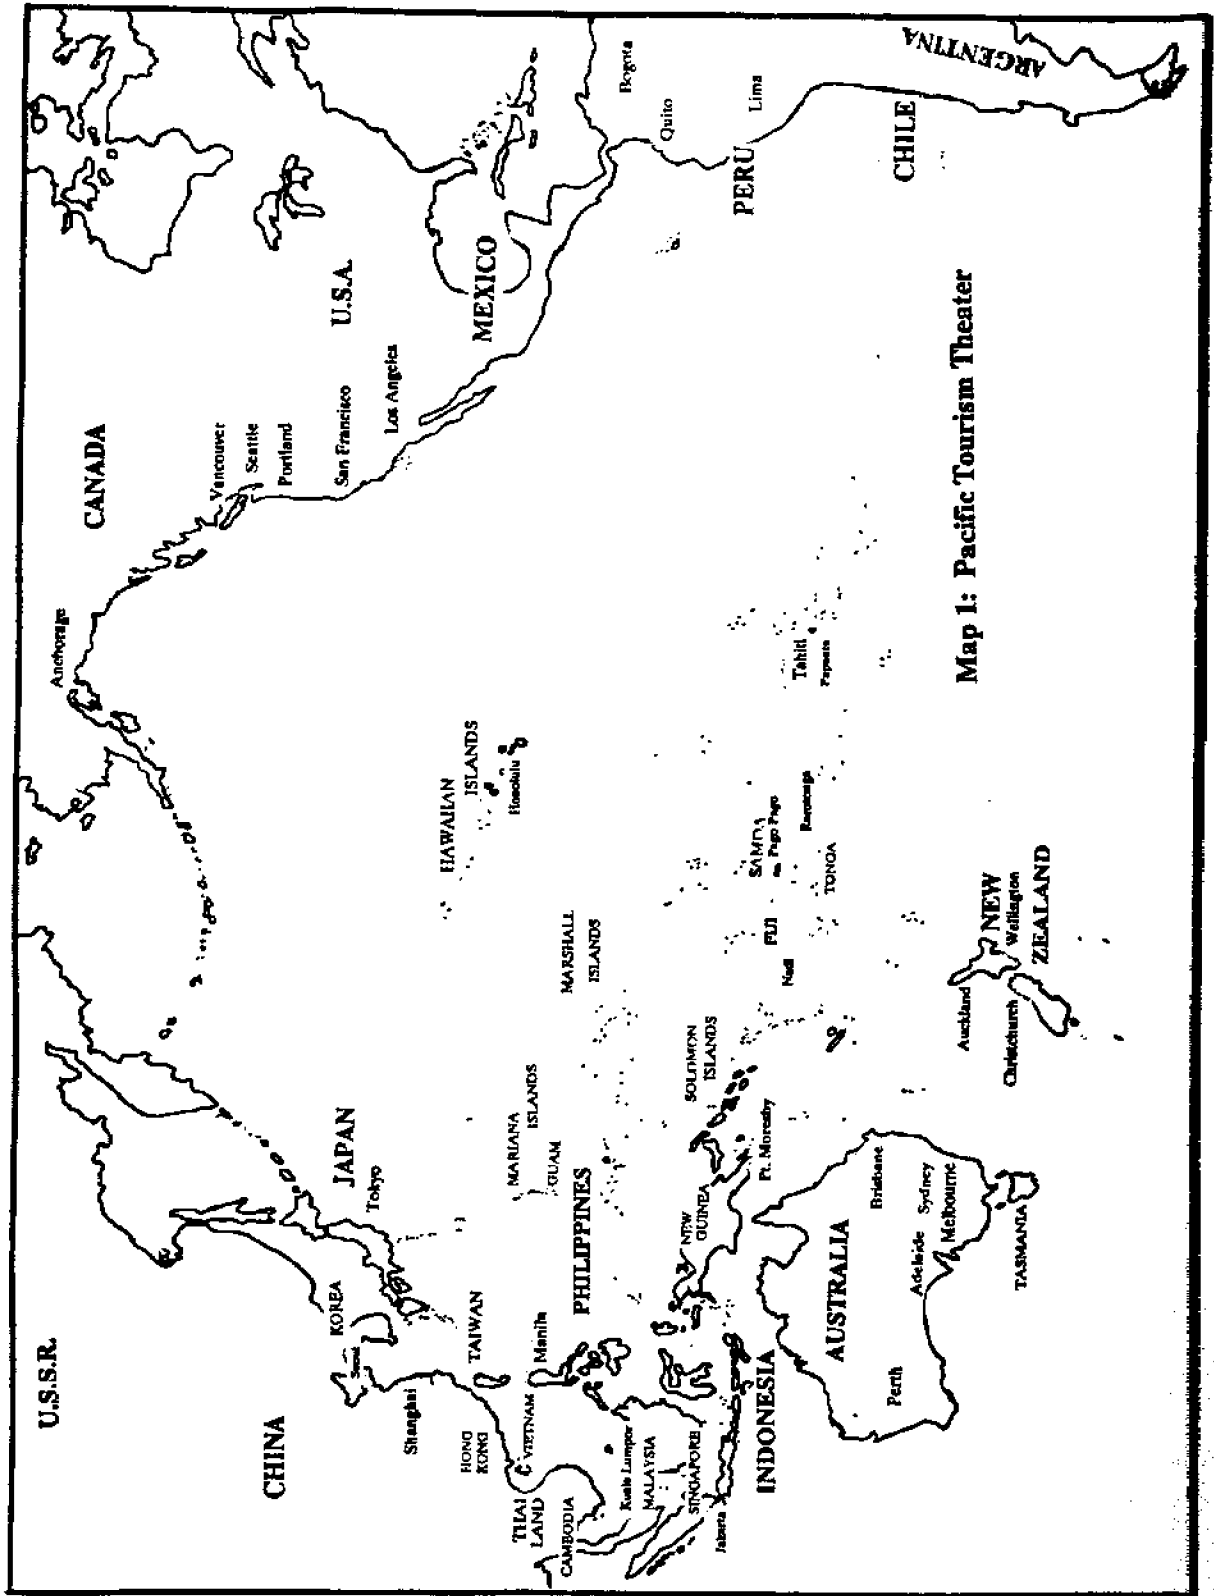 U.S.S.R.
CANADA
Anchorage
CHINA
KOREA
JAPAN
Tokyo
Shanghai
TAIWAN
HONG
KONG
VIETNAM
Manila
THAI
LAND
CAMBODIA
PHILIPPINES
Kuala Lumpor
MALAYSIA
SINGAPORE
Jakarta
INDONESIA
MARIANA
ISLANDS
GUAM
MARSHALL
ISLANDS
HAWAIIAN
ISLANDS
Honolulu
Vancouver
Seattle
Portland
U.S.A.
San Francisco
Los Angeles
MEXICO
Bogota
Quito
Lima
PERU
CHILE
ARGENTINA
NEW
GUINEA
SOLOMON
ISLANDS
Pt. Moresby
Nadi
FIJI
SAMOA
Pago Pago
Rarotonga
TONGA
Tahiti
AUSTRALIA
Perth
Brisbane
Adelaide
Sydney
Melbourne
TASMANIA
Auckland
NEW
Wellington
Christchurch
ZEALAND
Map 1: Pacific Tourism Theater